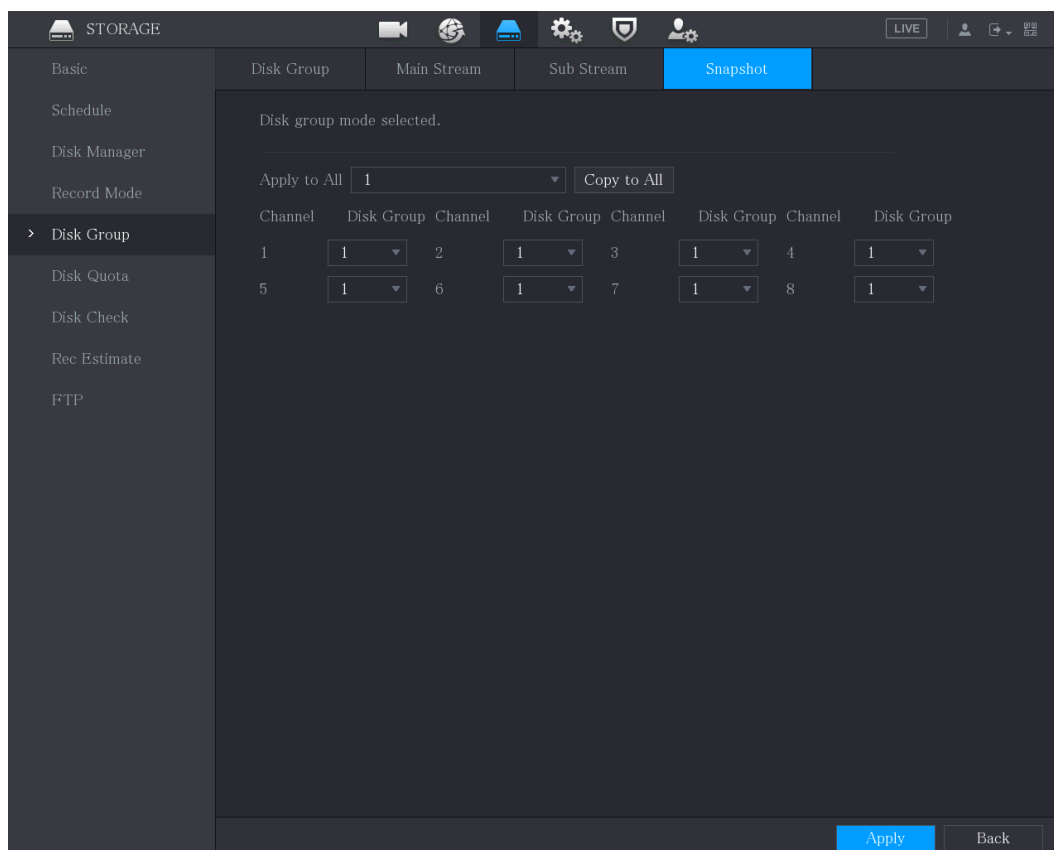 STORAGE
LIVE
Basic
Schedule
Disk Manager
Record Mode
Disk Group
Disk Quota
Disk Check
Rec Estimate
FTP
Disk Group Main Stream Sub Stream Snapshot
Disk group mode selected.
Apply to All 1 Copy to All
Channel Disk Group Channel Disk Group Channel Disk Group Channel Disk Group
1 1 2 1 3 1 4 1
5 1 6 1 7 1 8 1
Apply Back